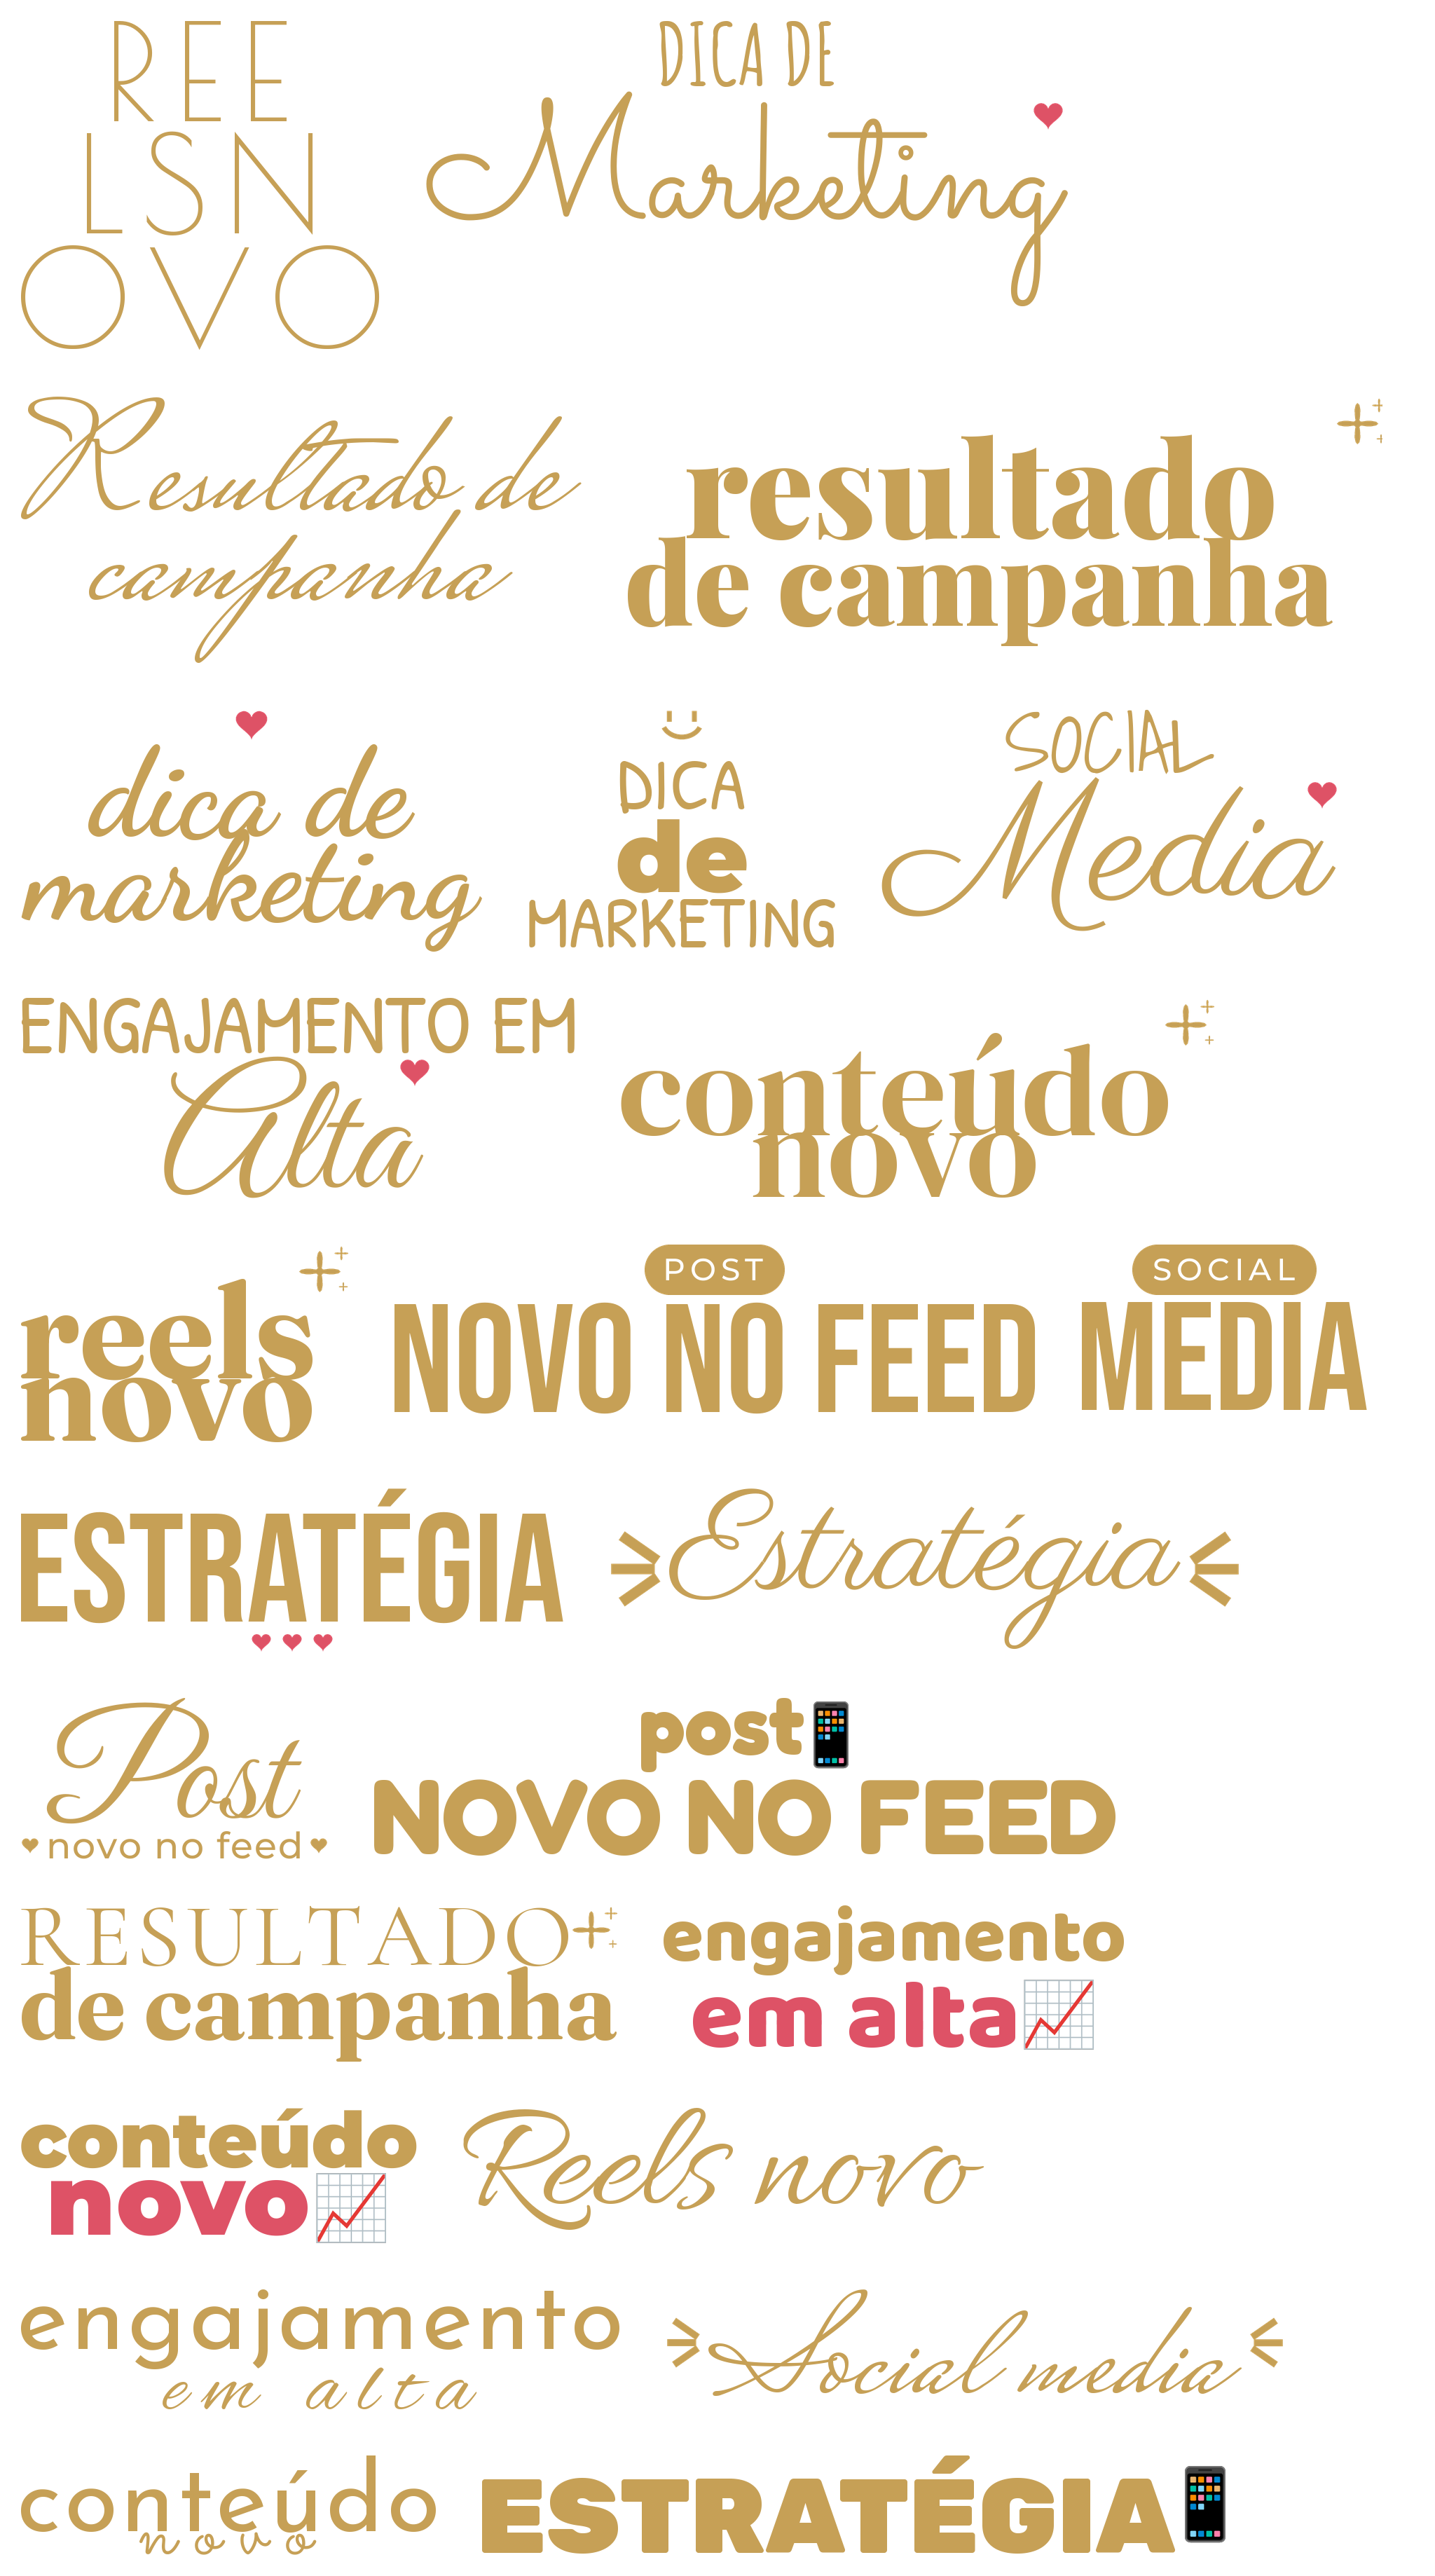 REE
LSN
OVO
DICA DE
Marketing
Resultado de
campanha
resultado
de campanha
dica de
marketing
DICA
de
MARKETING
SOCIAL
Media
ENGAJAMENTO EM
Alta
conteúdo
novo
reels
novo
POST
NOVO NO FEED
SOCIAL
MEDIA
ESTRATÉGIA
Estratégia
Post
novo no feed
post
NOVO NO FEED
RESULTADO
de campanha
engajamento
em alta
conteúdo
novo
Reels novo
engajamento
em alta
Social media
conteúdo
novo
ESTRATÉGIA